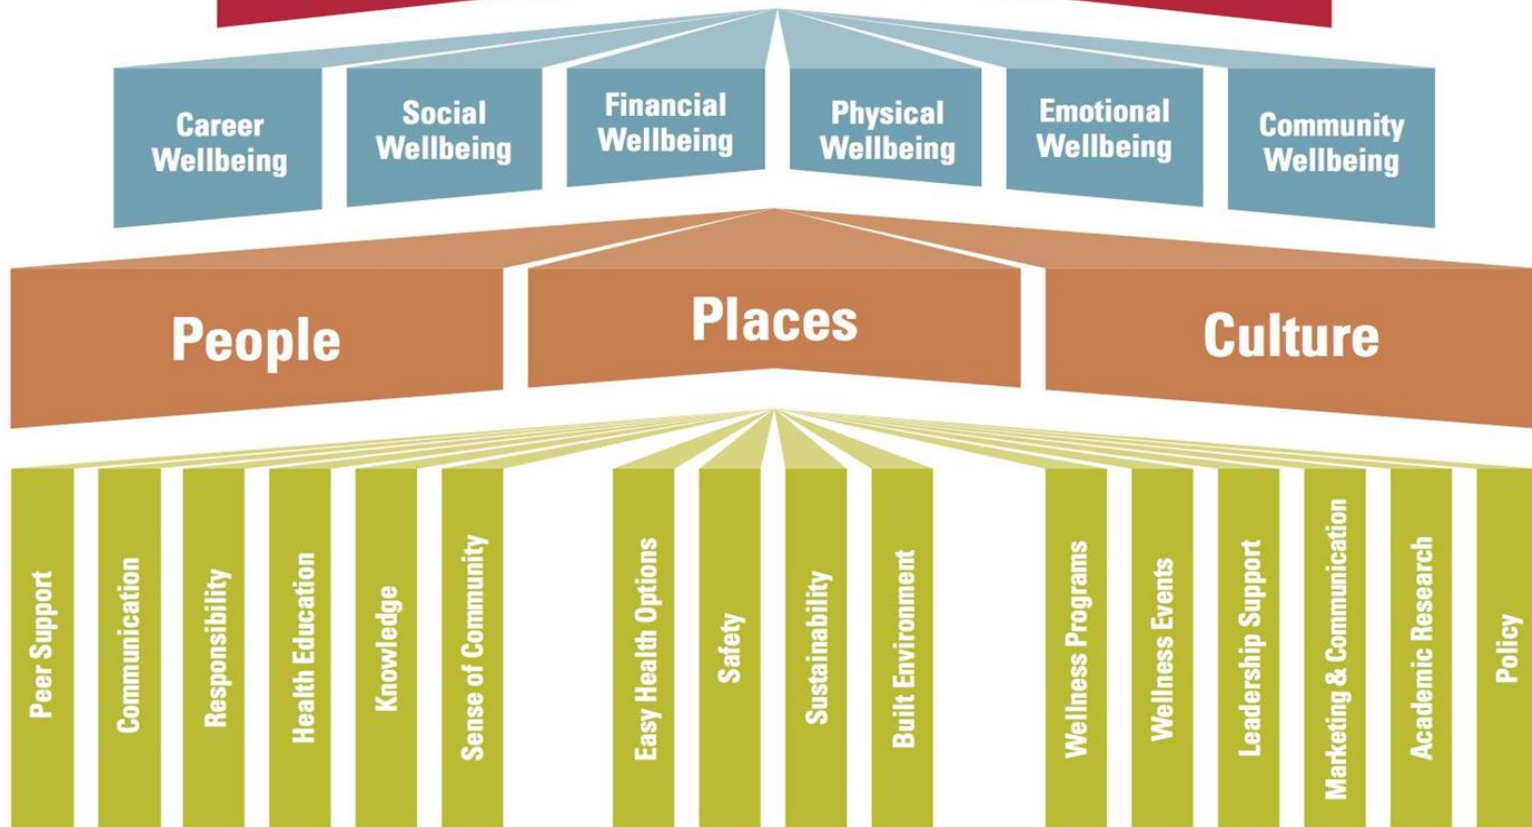 Career
Wellbeing
Social
Wellbeing
Financial
Wellbeing
Physical
Wellbeing
Emotional
Wellbeing
Community
Wellbeing
People
Places
Culture
Peer Support
Communication
Responsibility
Health Education
Knowledge
Sense of Community
Easy Health Options
Safety
Sustainability
Built Environment
Wellness Programs
Wellness Events
Leadership Support
Marketing & Communication
Academic Research
Policy